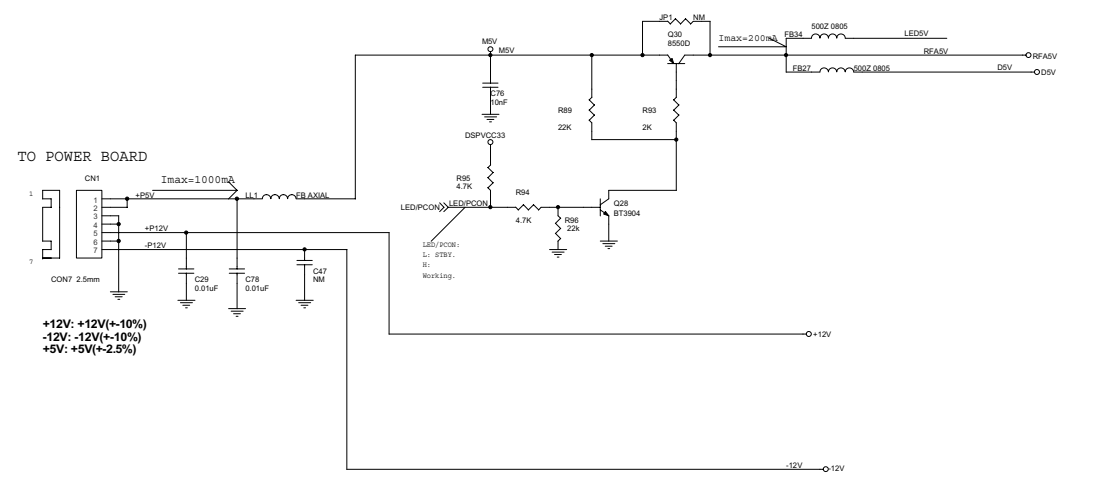 JP1 NM
Q30
8550D
Imax=200mA
FB34
500Z 0805
LED5V
RFA5V
RFA5V
FB27
500Z 0805
D5V
D5V
M5V
M5V
C76
10nF
R89
22K
R93
2K
DSPVCC33
R95
4.7K
LED/PCON
LED/PCON
R94
4.7K
R96
22k
Q28
BT3904
LED/PCON:
L: STBY.
H:
Working.
TO POWER BOARD
CN1
1
7
1
2
3
4
5
6
7
CON7 2.5mm
Imax=1000mA
+P5V
LL1
FB AXIAL
+P12V
-P12V
C29
0.01uF
C78
0.01uF
C47
NM
+12V: +12V(+-10%)
-12V: -12V(+-10%)
+5V: +5V(+-2.5%)
+12V
-12V
-12V